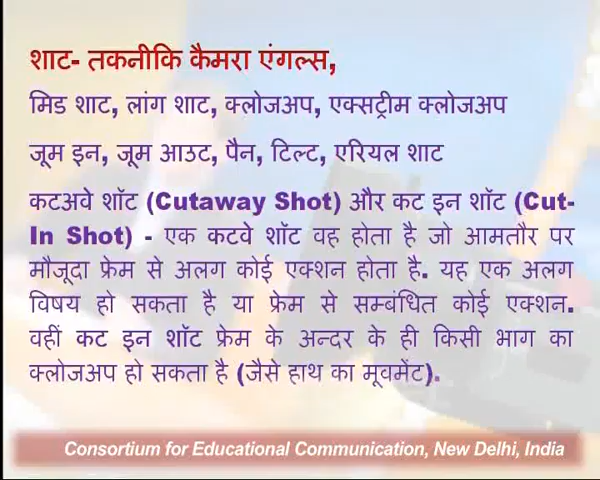 शाट- तकनीकि कैमरा एंगल्स,
मिड शाट, लांग शाट, क्लोजअप, एक्सट्रीम क्लोजअप
जूम इन, जूम आउट, पैन, टिल्ट, एरियल शाट
कटअवे शॉट (Cutaway Shot) और कट इन शॉट (Cut-
In Shot) - एक कटवे शॉट वह होता है जो आमतौर पर
मौजूदा फ्रेम से अलग कोई एक्शन होता है. यह एक अलग
विषय हो सकता है या फ्रेम से सम्बंधित कोई एक्शन.
वहीं कट इन शॉट फ्रेम के अन्दर के ही किसी भाग का
क्लोजअप हो सकता है (जैसे हाथ का मूवमेंट).
Consortium for Educational Communication, New Delhi, India